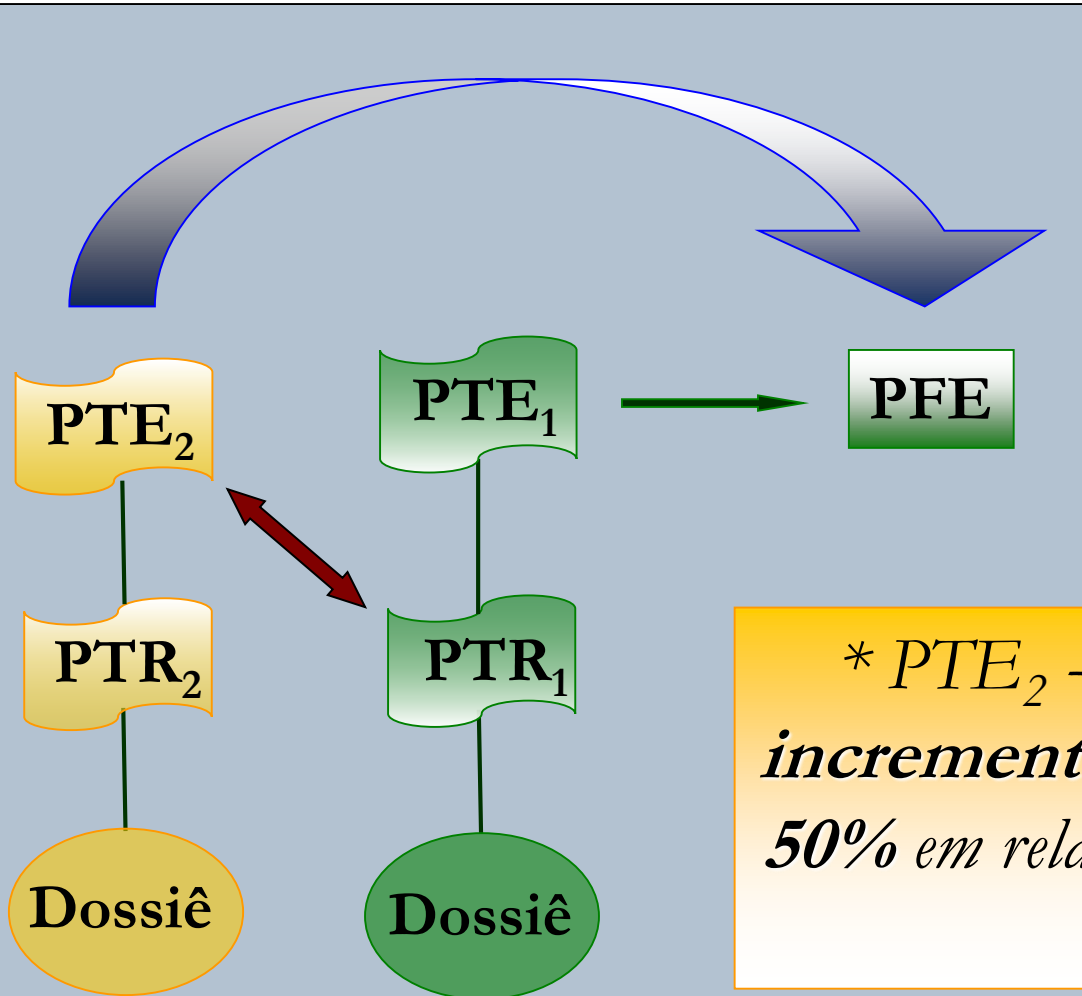 PTE₂
PTE₁
PFE
PTR₂
PTR₁
* PTE₂ -
increment
50% em rela
Dossiê
Dossiê